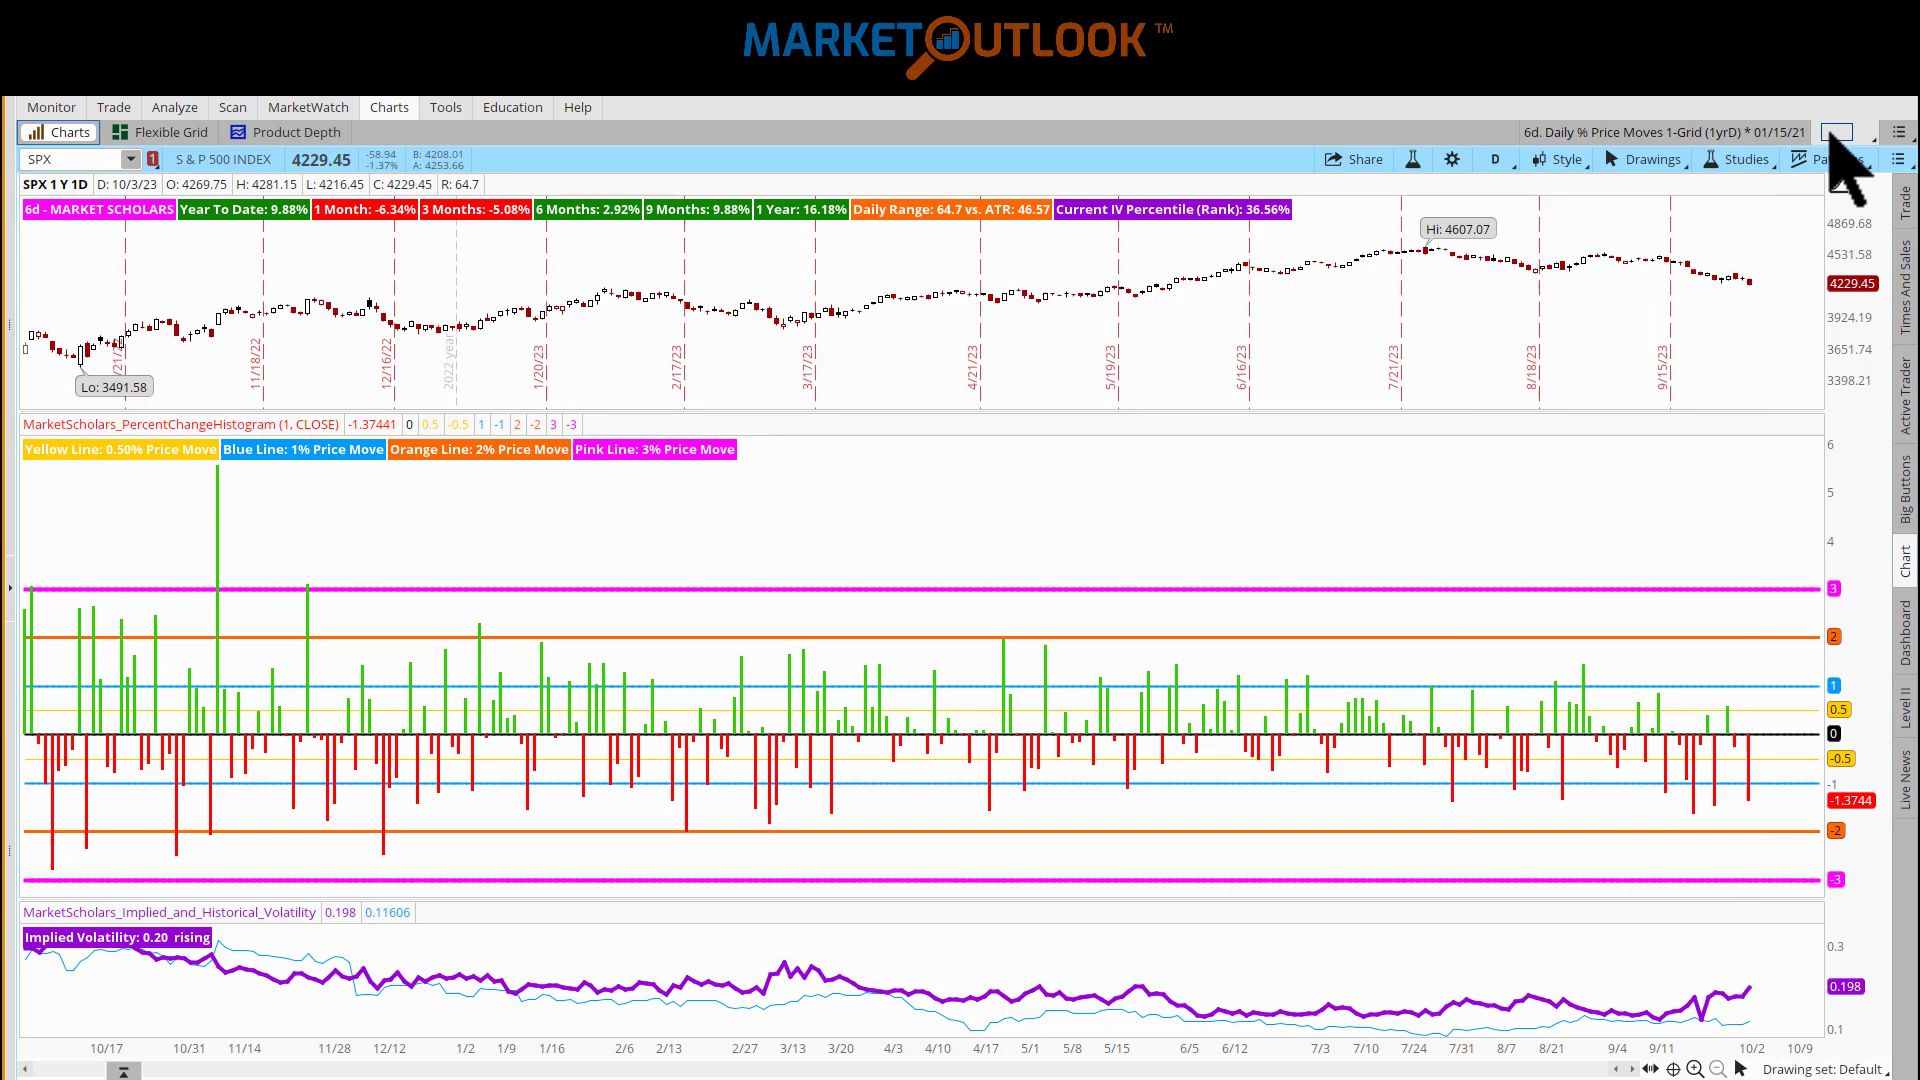 MARKETOUTLOOK™
Monitor Trade Analyze Scan MarketWatch Charts Tools Education Help
Charts Flexible Grid Product Depth 6d. Daily % Price Moves 1-Grid (1yrD) * 01/15/21
SPX 1 S & P 500 INDEX 4229.45 -58.94 -1.37% B: 4208.01 A: 4253.66 Share D Style Drawings Studies
SPX 1 Y 1D D: 10/3/23 O: 4269.75 H: 4281.15 L: 4216.45 C: 4229.45 R: 64.7
6d - MARKET SCHOLARS Year To Date: 9.88% 1 Month: -6.34% 3 Months: -5.08% 6 Months: 2.92% 9 Months: 9.88% 1 Year: 16.18% Daily Range: 64.7 vs. ATR: 46.57 Current IV Percentile (Rank): 36.56%
Hi: 4607.07
Lo: 3491.58
4869.68
4531.58
4229.45
3924.19
3651.74
3398.21
11/18/22 12/16/22 2022 year 1/20/23 2/17/23 3/17/23 4/21/23 5/19/23 6/16/23 7/21/23 8/18/23 9/15/23
MarketScholars_PercentChangeHistogram (1, CLOSE) -1.37441 0 0.5 -0.5 1 -1 2 -2 3 -3
Yellow Line: 0.50% Price Move Blue Line: 1% Price Move Orange Line: 2% Price Move Pink Line: 3% Price Move
6
5
4
3
2
1
0.5
0
-0.5
-1
-1.3744
-2
-3
MarketScholars_Implied_and_Historical_Volatility 0.198 0.11606
Implied Volatility: 0.20 rising
0.3
0.198
0.1
10/17 10/31 11/14 11/28 12/12 1/2 1/9 1/16 2/6 2/13 2/27 3/13 3/20 4/3 4/10 4/17 5/1 5/8 5/15 6/5 6/12 7/3 7/10 7/24 7/31 8/7 8/21 9/4 9/11 10/2 10/9
Drawing set: Default
Trade
Times And Sales
Active Trader
Big Buttons
Chart
Dashboard
Level II
Live News